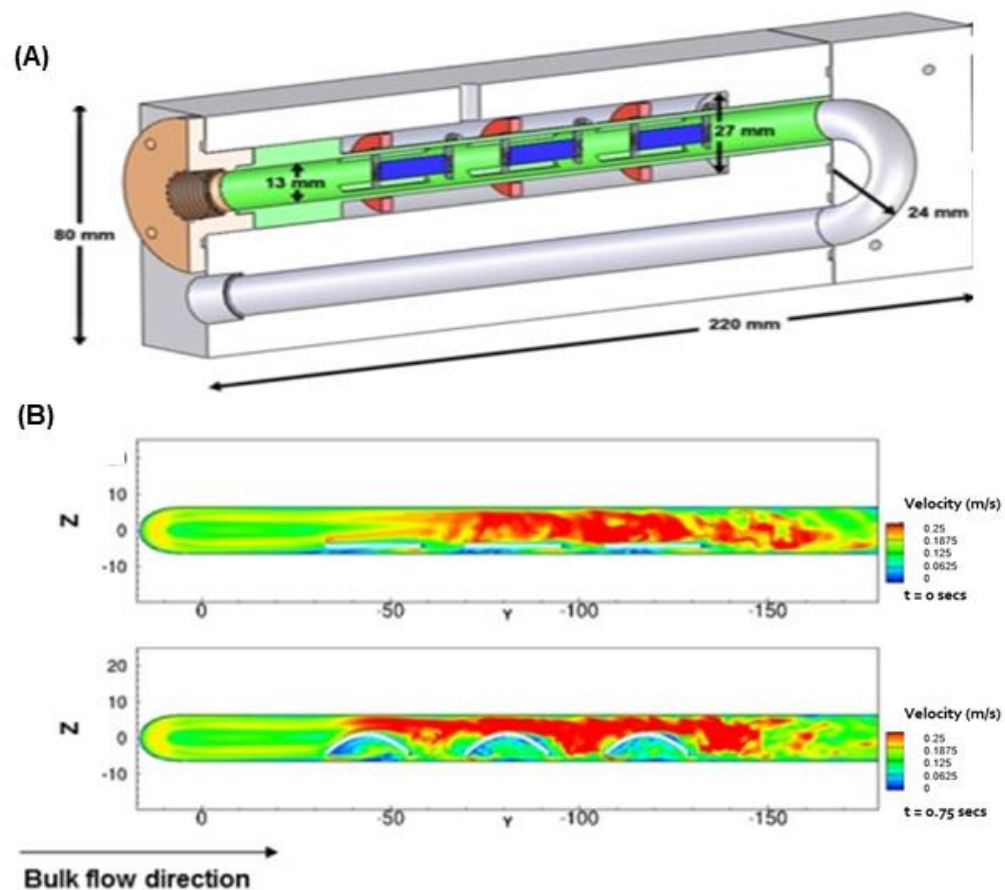 (A)
27 mm
13 mm
80 mm
24 mm
220 mm
(B)
Velocity (m/s)
0.25
0.1875
0.125
0.0625
0
t = 0 secs
Z
10
0
-10
0
-50
Y
-100
-150
Velocity (m/s)
0.25
0.1875
0.125
0.0625
0
t = 0.75 secs
Z
20
10
0
-10
0
-50
Y
-100
-150
Bulk flow direction